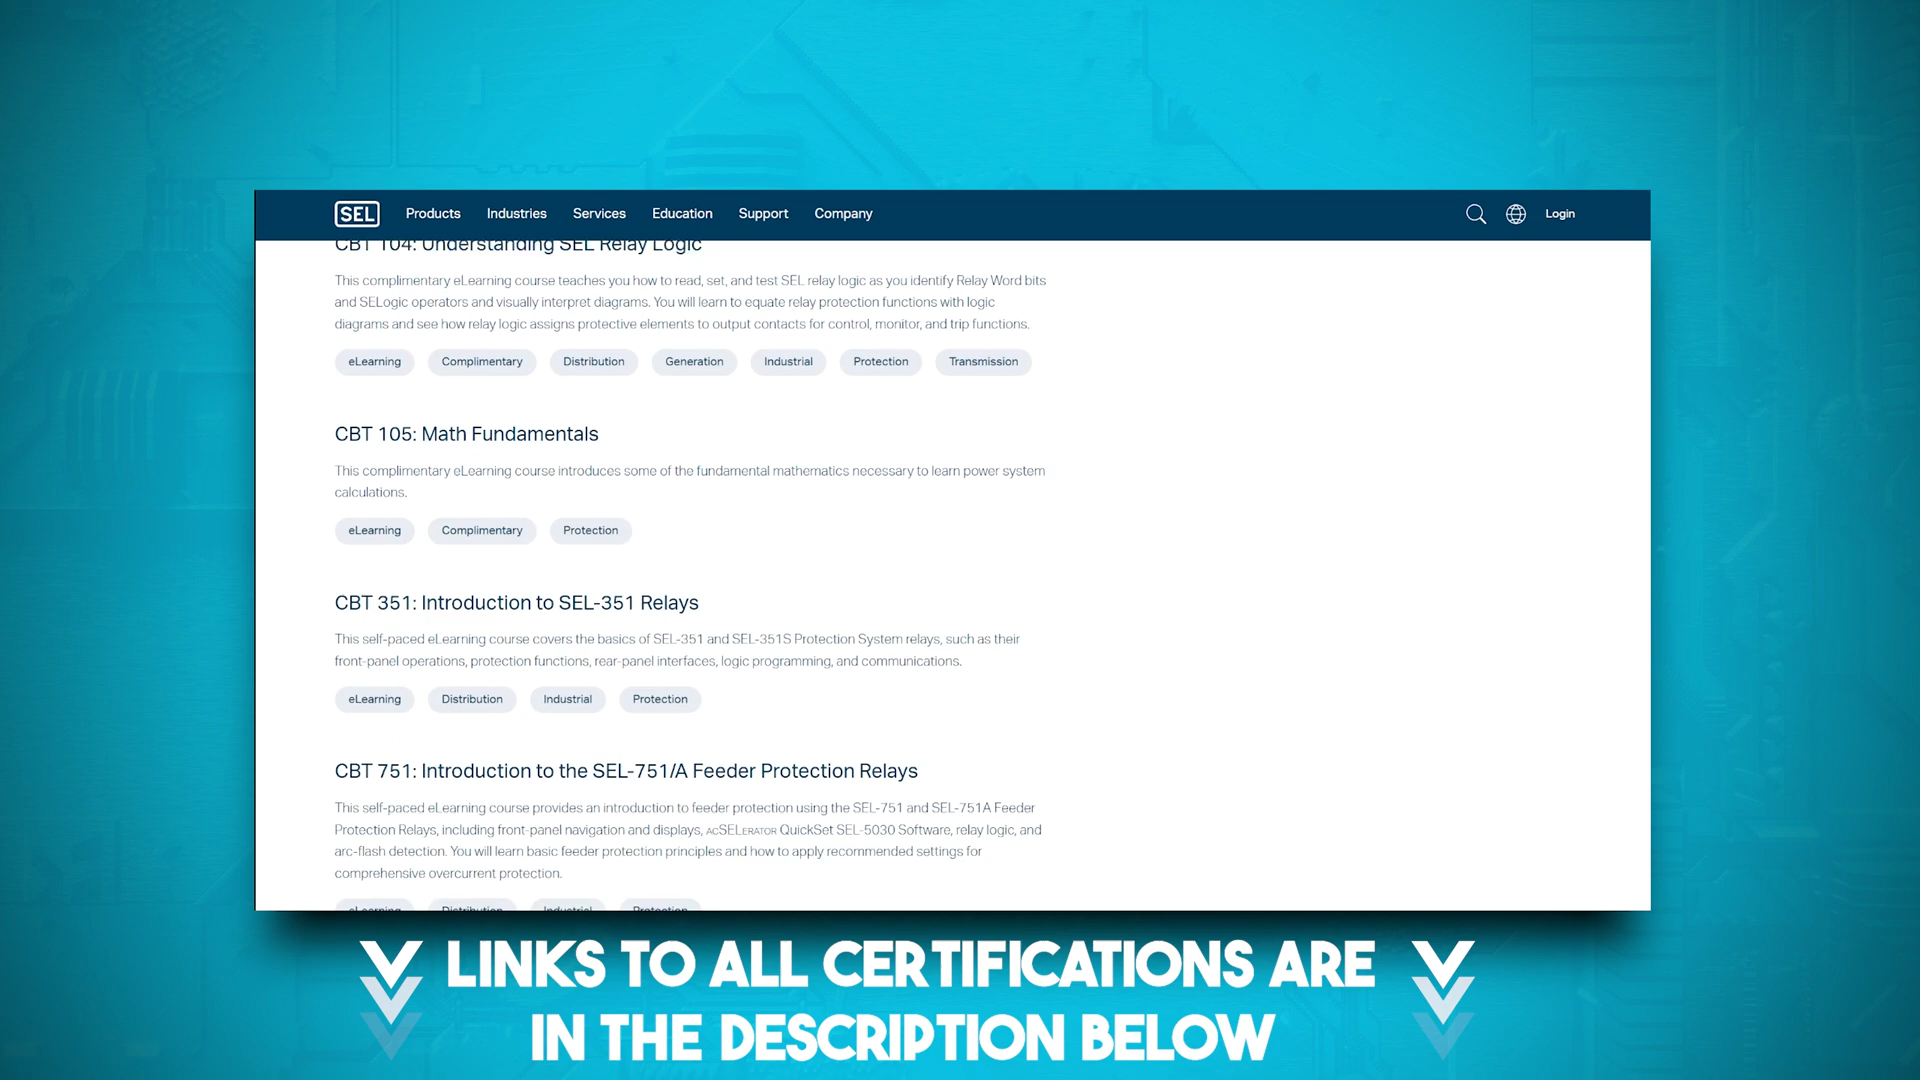 SEL Products Industries Services Education Support Company Login
CBT 104: Understanding SEL Relay Logic
This complimentary eLearning course teaches you how to read, set, and test SEL relay logic as you identify Relay Word bits
and SELogic operators and visually interpret diagrams. You will learn to equate relay protection functions with logic
diagrams and see how relay logic assigns protective elements to output contacts for control, monitor, and trip functions.
eLearning Complimentary Distribution Generation Industrial Protection Transmission
CBT 105: Math Fundamentals
This complimentary eLearning course introduces some of the fundamental mathematics necessary to learn power system
calculations.
eLearning Complimentary Protection
CBT 351: Introduction to SEL-351 Relays
This self-paced eLearning course covers the basics of SEL-351 and SEL-351S Protection System relays, such as their
front-panel operations, protection functions, rear-panel interfaces, logic programming, and communications.
eLearning Distribution Industrial Protection
CBT 751: Introduction to the SEL-751/A Feeder Protection Relays
This self-paced eLearning course provides an introduction to feeder protection using the SEL-751 and SEL-751A Feeder
Protection Relays, including front-panel navigation and displays, ACSELERATOR QuickSet SEL-5030 Software, relay logic, and
arc-flash detection. You will learn basic feeder protection principles and how to apply recommended settings for
comprehensive overcurrent protection.
eLearning Distribution Industrial Protection
LINKS TO ALL CERTIFICATIONS ARE
IN THE DESCRIPTION BELOW